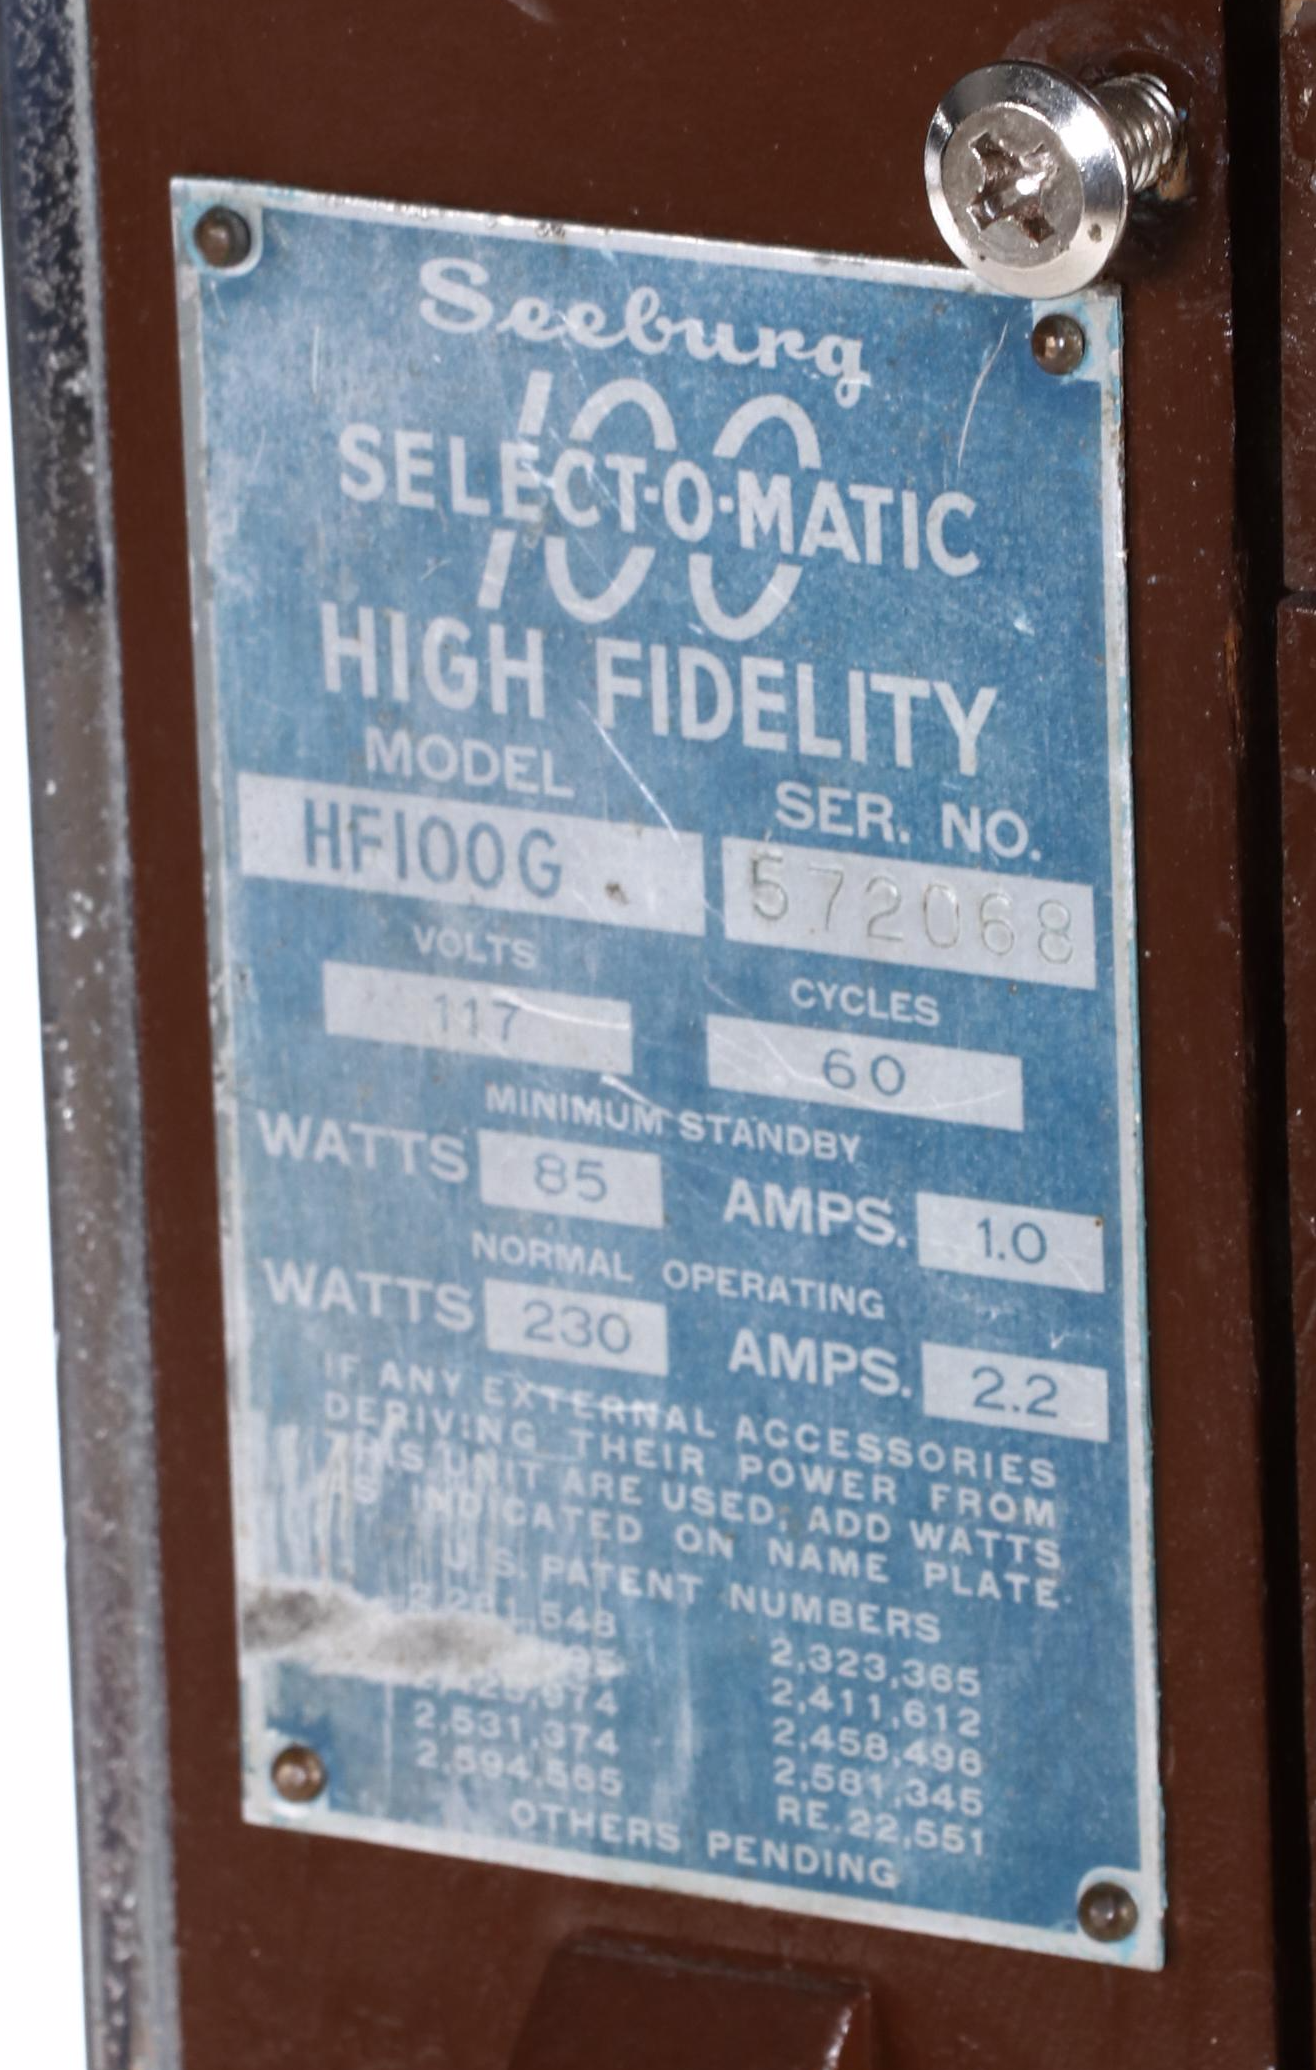 Seeburg
100
SELECT-O-MATIC
HIGH FIDELITY
MODEL SER. NO.
HF100G 572068
VOLTS CYCLES
117 60
MINIMUM STANDBY
WATTS 85 AMPS. 1.0
NORMAL OPERATING
WATTS 230 AMPS. 2.2
IF ANY EXTERNAL ACCESSORIES
DERIVING THEIR POWER FROM
THIS UNIT ARE USED, ADD WATTS
AS INDICATED ON NAME PLATE.
U.S. PATENT NUMBERS
2,323,365
2,411,612
2,531,374 2,458,496
2,594,565 2,581,345
RE.22,551
OTHERS PENDING